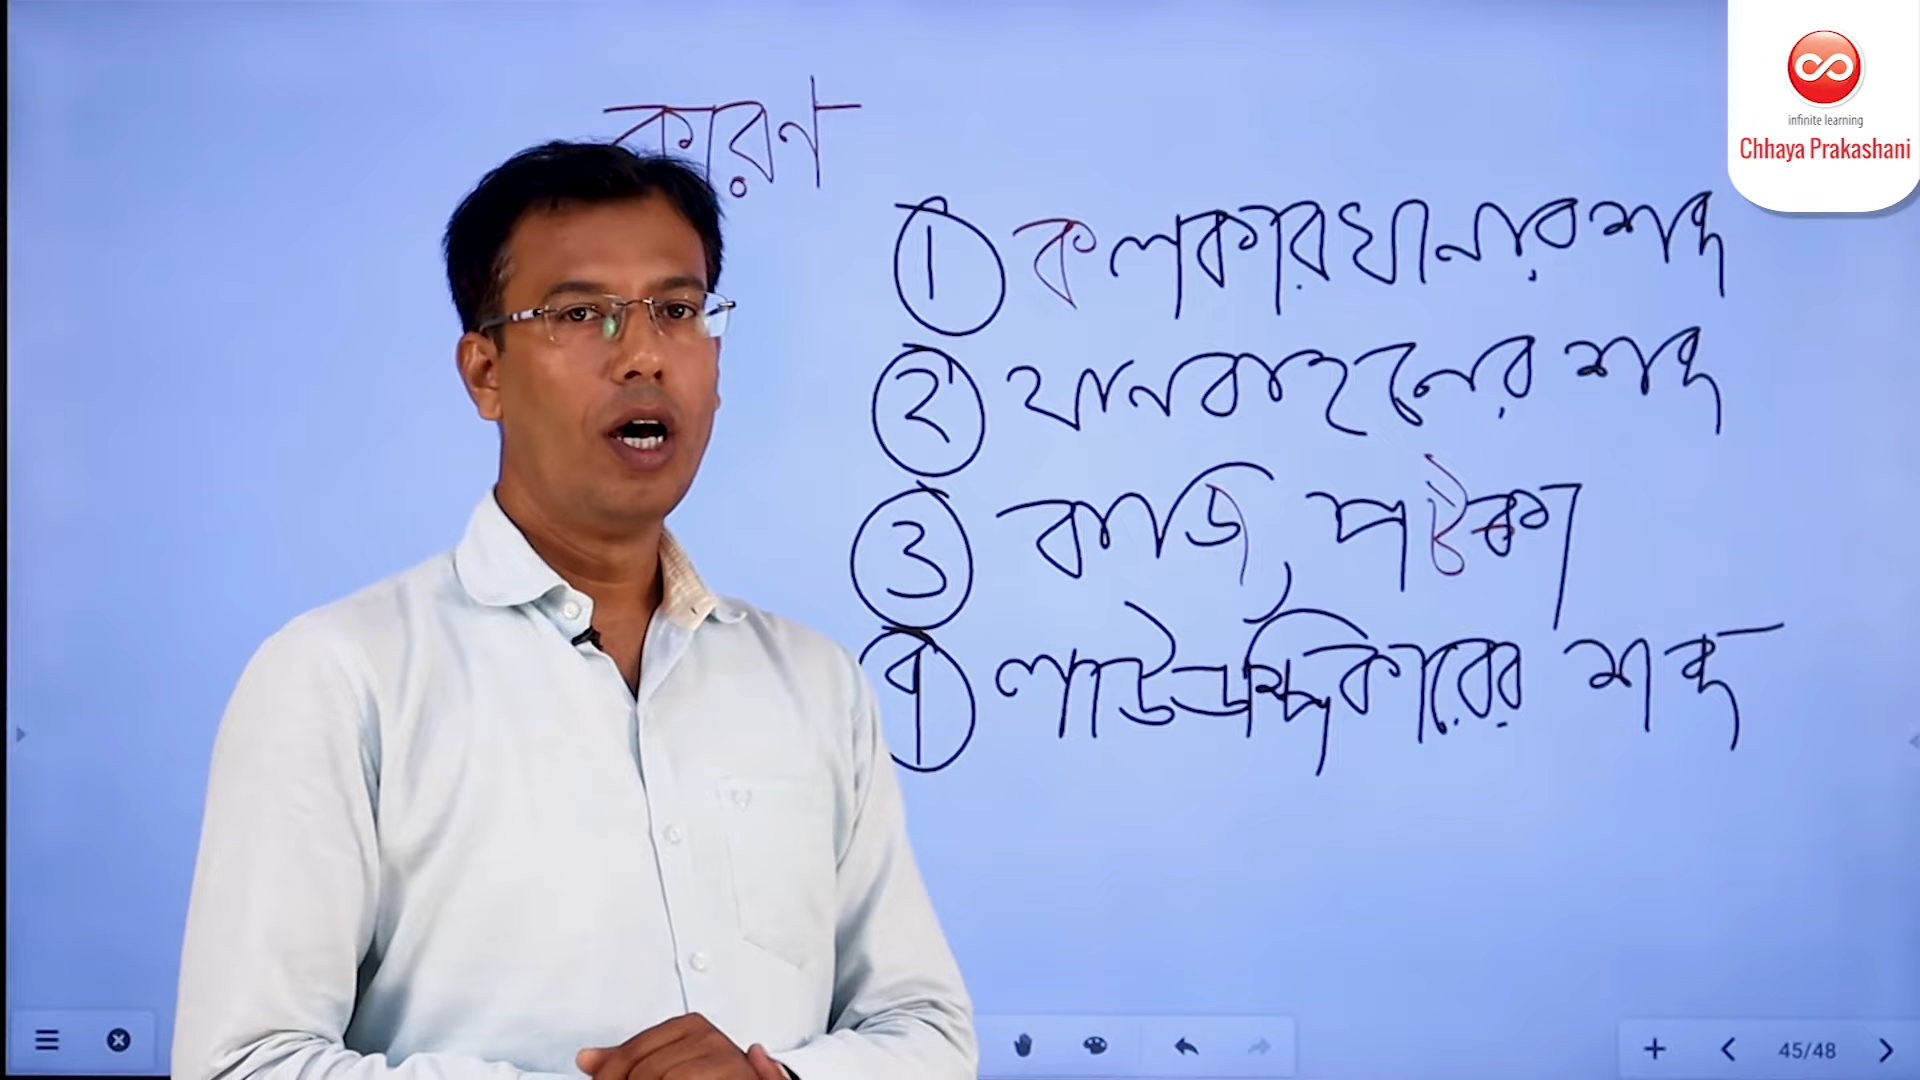 কারণ
① কলকারখানার শব্দ
② যানবাহনের শব্দ
③ বাজি, পটকা
④ লাউডস্পিকারের শব্দ
infinite learning
Chhaya Prakashani
45/48